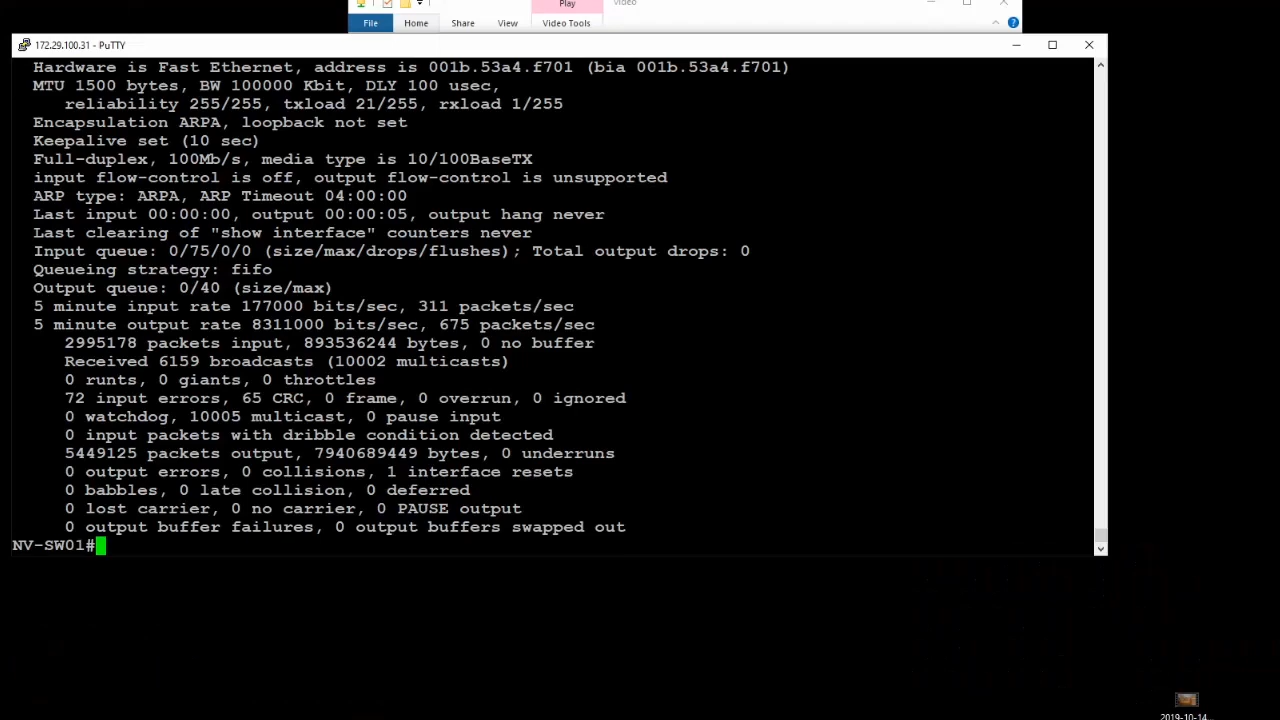 Play
Video
File
Home
Share
View
Video Tools
172.29.100.31 - PuTTY
Hardware is Fast Ethernet, address is 001b.53a4.f701 (bia 001b.53a4.f701)
MTU 1500 bytes, BW 100000 Kbit, DLY 100 usec,
reliability 255/255, txload 21/255, rxload 1/255
Encapsulation ARPA, loopback not set
Keepalive set (10 sec)
Full-duplex, 100Mb/s, media type is 10/100BaseTX
input flow-control is off, output flow-control is unsupported
ARP type: ARPA, ARP Timeout 04:00:00
Last input 00:00:00, output 00:00:05, output hang never
Last clearing of "show interface" counters never
Input queue: 0/75/0/0 (size/max/drops/flushes); Total output drops: 0
Queueing strategy: fifo
Output queue: 0/40 (size/max)
5 minute input rate 177000 bits/sec, 311 packets/sec
5 minute output rate 8311000 bits/sec, 675 packets/sec
2995178 packets input, 893536244 bytes, 0 no buffer
Received 6159 broadcasts (10002 multicasts)
0 runts, 0 giants, 0 throttles
72 input errors, 65 CRC, 0 frame, 0 overrun, 0 ignored
0 watchdog, 10005 multicast, 0 pause input
0 input packets with dribble condition detected
5449125 packets output, 7940689449 bytes, 0 underruns
0 output errors, 0 collisions, 1 interface resets
0 babbles, 0 late collision, 0 deferred
0 lost carrier, 0 no carrier, 0 PAUSE output
0 output buffer failures, 0 output buffers swapped out
NV-SW01#
2019-10-14...